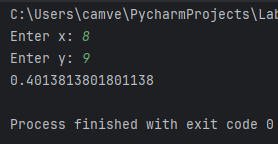 C:\Users\camve\PycharmProjects\Lab
Enter x: 8
Enter y: 9
0.4013813801801138
Process finished with exit code 0